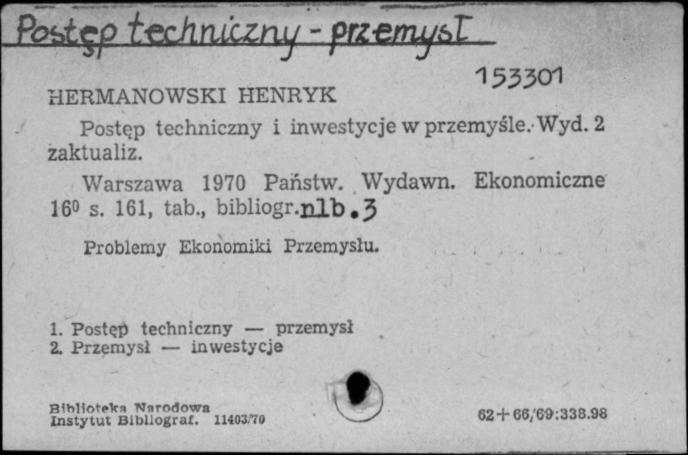 Postęp techniczny - przemysł
153301
HERMANOWSKI HENRYK
Postęp techniczny i inwestycje w przemyśle. Wyd. 2
zaktualiz.
Warszawa 1970 Państw. Wydawn. Ekonomiczne
16⁰ s. 161, tab., bibliogr. nlb. 3
Problemy Ekonomiki Przemysłu.
1. Postęp techniczny — przemysł
2. Przemysł — inwestycje
Biblioteka Narodowa
Instytut Bibliograf. 11403/70
62+66/69:338.98